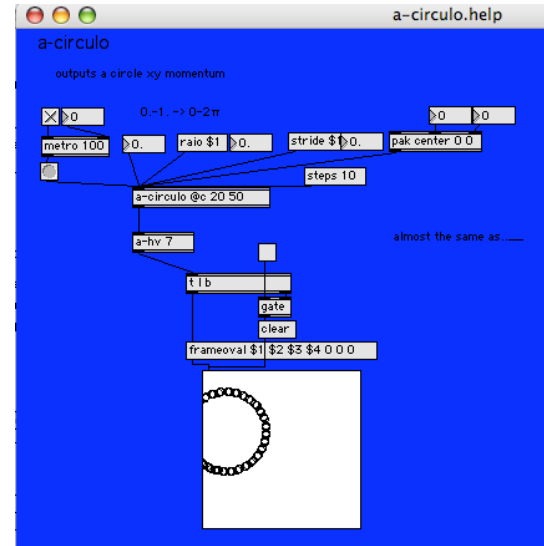 a-circulo.help
a-circulo
outputs a circle xy momentum
0.-1. -> 0-2π
0
0
0
metro 100
0.
raio $1
0.
stride $1
0.
pak center 0 0
steps 10
a-circulo @c 20 50
a-hv 7
almost the same as..__
t l b
gate
clear
frameoval $1 $2 $3 $4 0 0 0